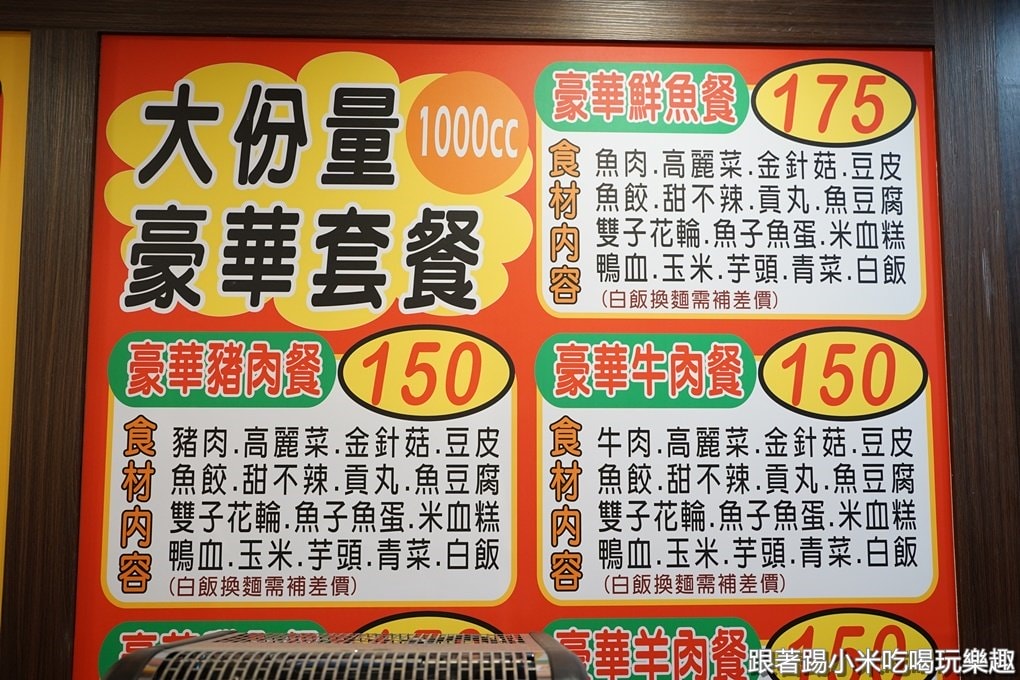 大份量
1000cc
豪華套餐
豪華鮮魚餐
175
食材內容
魚肉.高麗菜.金針菇.豆皮
魚餃.甜不辣.貢丸.魚豆腐
雙子花輪.魚子魚蛋.米血糕
鴨血.玉米.芋頭.青菜.白飯
(白飯換麵需補差價)
豪華豬肉餐
150
食材內容
豬肉.高麗菜.金針菇.豆皮
魚餃.甜不辣.貢丸.魚豆腐
雙子花輪.魚子魚蛋.米血糕
鴨血.玉米.芋頭.青菜.白飯
(白飯換麵需補差價)
豪華牛肉餐
150
食材內容
牛肉.高麗菜.金針菇.豆皮
魚餃.甜不辣.貢丸.魚豆腐
雙子花輪.魚子魚蛋.米血糕
鴨血.玉米.芋頭.青菜.白飯
(白飯換麵需補差價)
豪華羊肉餐
150
跟著踢小米吃喝玩樂趣